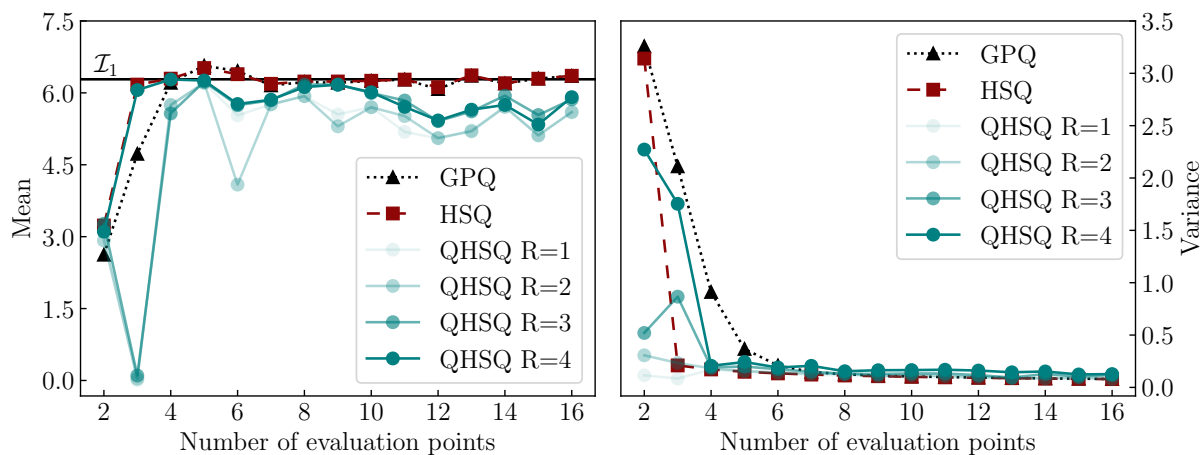 7.5
6.0
4.5
3.0
1.5
0.0
Mean
I₁
GPQ
HSQ
QHSQ R=1
QHSQ R=2
QHSQ R=3
QHSQ R=4
2 4 6 8 10 12 14 16
Number of evaluation points
GPQ
HSQ
QHSQ R=1
QHSQ R=2
QHSQ R=3
QHSQ R=4
3.5
3.0
2.5
2.0
1.5
1.0
0.5
0.0
Variance
2 4 6 8 10 12 14 16
Number of evaluation points